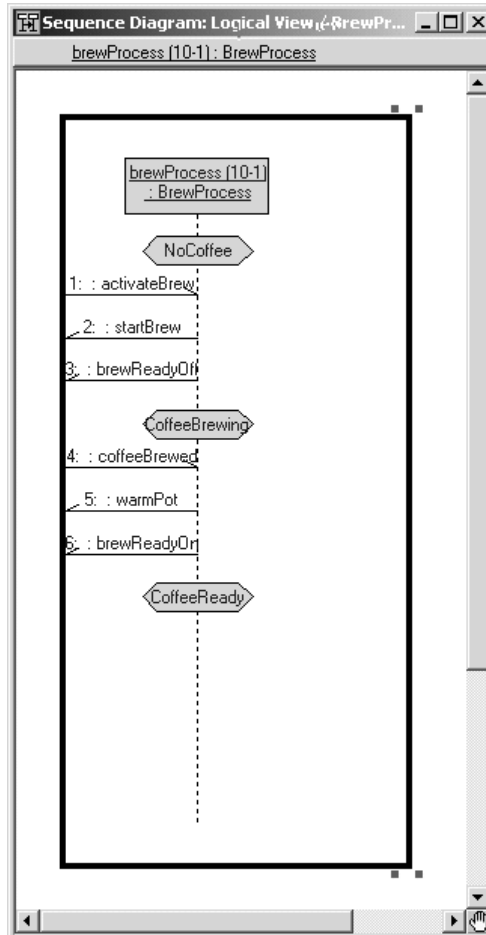 Sequence Diagram: Logical View
brewProcess (10-1) : BrewProcess
brewProcess (10-1)
: BrewProcess
NoCoffee
1: : activateBrew
2: : startBrew
3: : brewReadyOff
CoffeeBrewing
4: : coffeeBrewed
5: : warmPot
6: : brewReadyOn
CoffeeReady